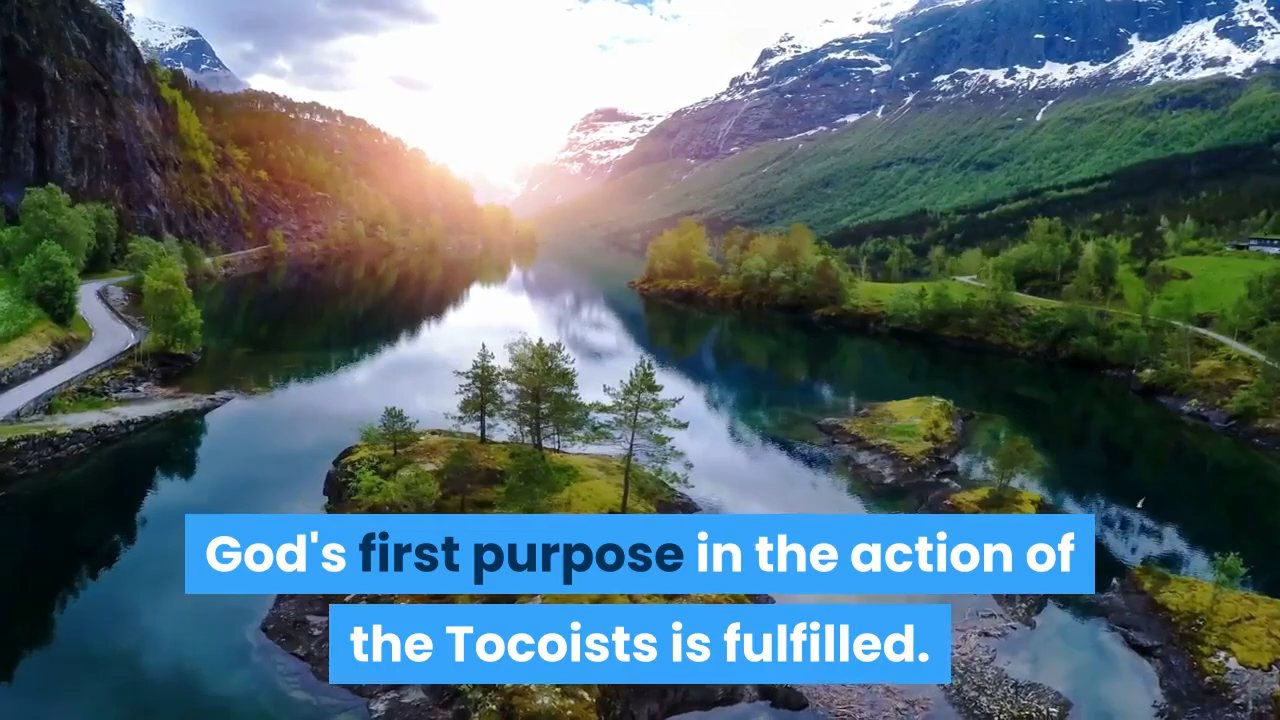 God's first purpose in the action of
the Tocoists is fulfilled.